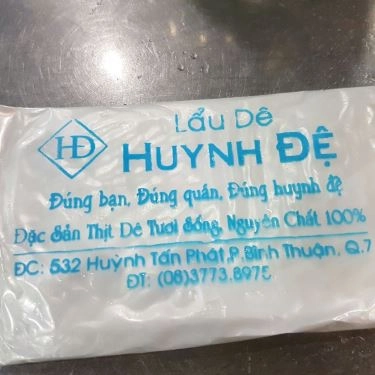 HĐ
Lẩu Dê
HUYNH ĐỆ
Đúng bạn, Đúng quán, Đúng huynh đệ
Đặc Sản Thịt Dê Tươi Sống, Nguyên Chất 100%
ĐC: 532 Huỳnh Tấn Phát,P.Bình Thuận, Q.7
ĐT: (08)3773.8975